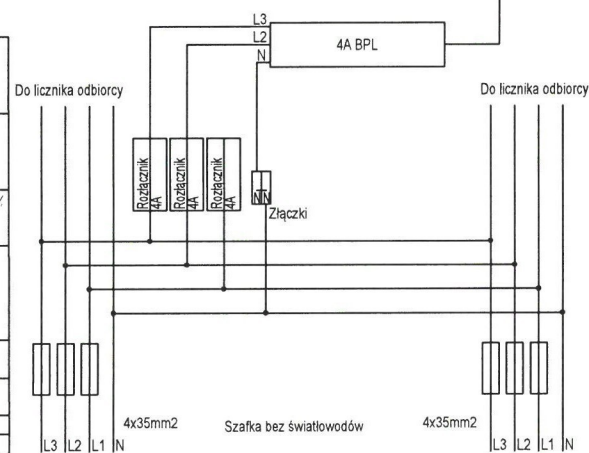 L3
L2
N
4A BPL
Do licznika odbiorcy
Do licznika odbiorcy
Rozłącznik
4A
Rozłącznik
4A
Rozłącznik
4A
N N
Złączki
4x35mm2
Szafka bez światłowodów
4x35mm2
L3 L2 L1 N
L3 L2 L1 N